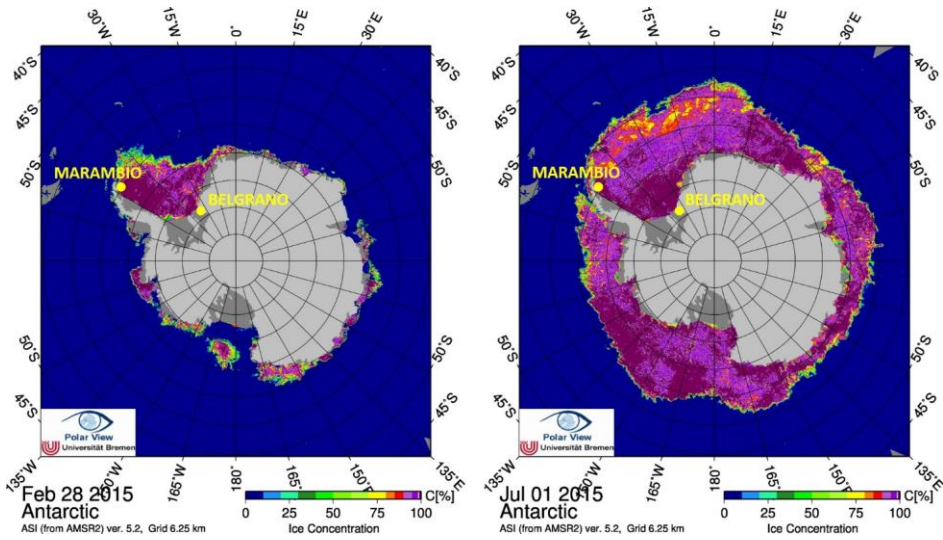 30°W 15°W 0° 15°E 30°E
40°S 40°S
45°S 45°S
50°S 50°S
MARAMBIO
BELGRANO
50°S 50°S
45°S 45°S
Polar View
Universität Bremen
135°W 150°W 165°W 180° 165°E 150°E 135°E
Feb 28 2015
Antarctic
ASI (from AMSR2) ver. 5.2, Grid 6.25 km
C[%]
0 25 50 75 100
Ice Concentration
30°W 15°W 0° 15°E 30°E
40°S 40°S
45°S 45°S
50°S 50°S
MARAMBIO
BELGRANO
50°S 50°S
45°S 45°S
Polar View
Universität Bremen
135°W 150°W 165°W 180° 165°E 150°E 135°E
Jul 01 2015
Antarctic
ASI (from AMSR2) ver. 5.2, Grid 6.25 km
C[%]
0 25 50 75 100
Ice Concentration